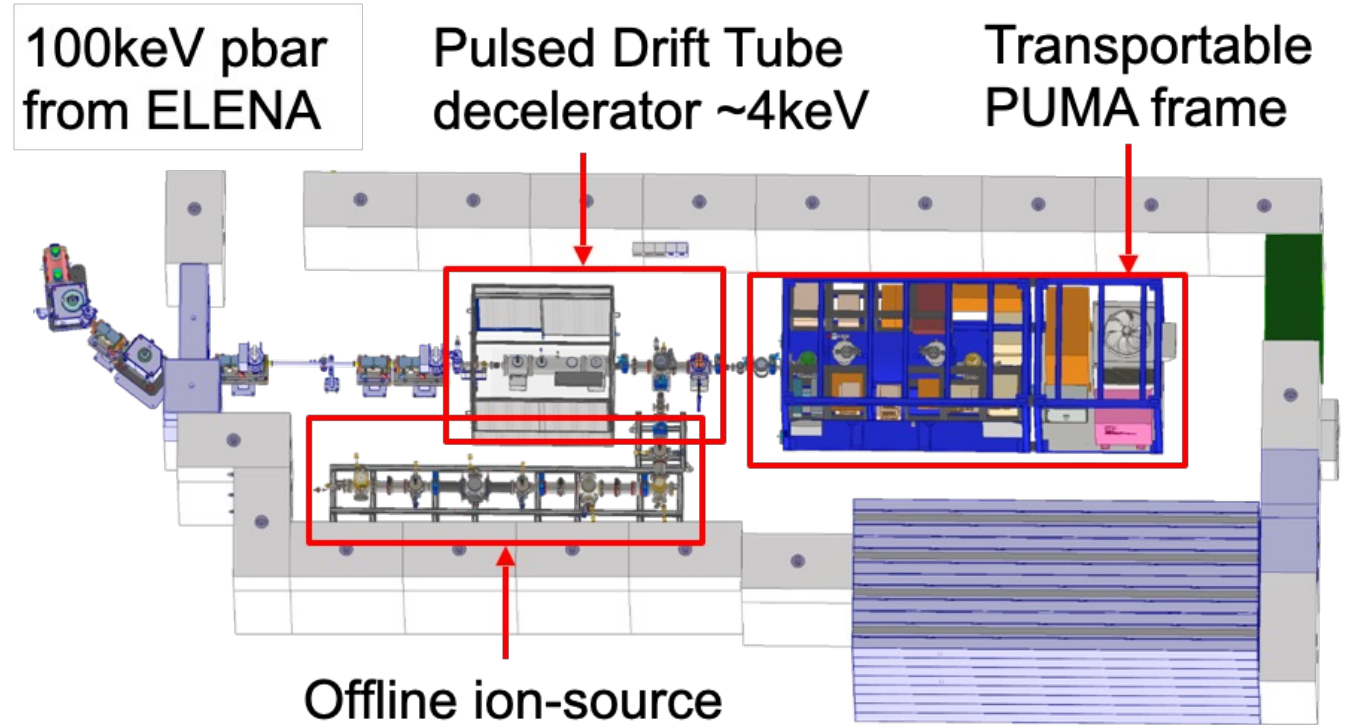 100keV pbar
from ELENA
Pulsed Drift Tube
decelerator ~4keV
Transportable
PUMA frame
Offline ion-source